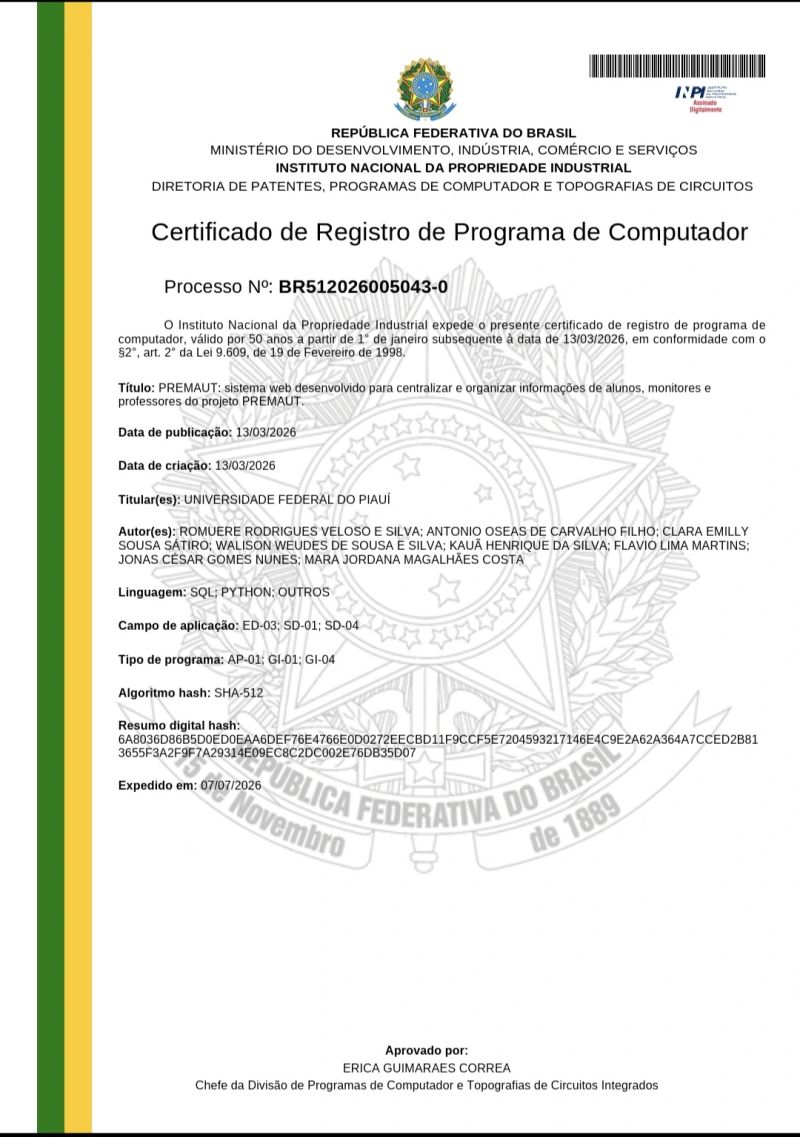 INPI INSTITUTO NACIONAL DA PROPRIEDADE INDUSTRIAL
Assinado
Digitalmente
REPÚBLICA FEDERATIVA DO BRASIL
MINISTÉRIO DO DESENVOLVIMENTO, INDÚSTRIA, COMÉRCIO E SERVIÇOS
INSTITUTO NACIONAL DA PROPRIEDADE INDUSTRIAL
DIRETORIA DE PATENTES, PROGRAMAS DE COMPUTADOR E TOPOGRAFIAS DE CIRCUITOS
Certificado de Registro de Programa de Computador
Processo Nº: BR512026005043-0
O Instituto Nacional da Propriedade Industrial expede o presente certificado de registro de programa de
computador, válido por 50 anos a partir de 1° de janeiro subsequente à data de 13/03/2026, em conformidade com o
§2°, art. 2° da Lei 9.609, de 19 de Fevereiro de 1998.
Título: PREMAUT: sistema web desenvolvido para centralizar e organizar informações de alunos, monitores e
professores do projeto PREMAUT.
Data de publicação: 13/03/2026
Data de criação: 13/03/2026
Titular(es): UNIVERSIDADE FEDERAL DO PIAUÍ
Autor(es): ROMUERE RODRIGUES VELOSO E SILVA; ANTONIO OSEAS DE CARVALHO FILHO; CLARA EMILLY
SOUSA SÁTIRO; WALISON WEUDES DE SOUSA E SILVA; KAUÃ HENRIQUE DA SILVA; FLAVIO LIMA MARTINS;
JONAS CÉSAR GOMES NUNES; MARA JORDANA MAGALHÃES COSTA
Linguagem: SQL; PYTHON; OUTROS
Campo de aplicação: ED-03; SD-01; SD-04
Tipo de programa: AP-01; GI-01; GI-04
Algoritmo hash: SHA-512
Resumo digital hash:
6A8036D86B5D0ED0EAA6DEF76E4766E0D0272EECBD11F9CCF5E7204593217146E4C9E2A62A364A7CCED2B81
3655F3A2F9F7A29314E09EC8C2DC002E76DB35D07
Expedido em: 07/07/2026
REPÚBLICA FEDERATIVA DO BRASIL
15 de Novembro
de 1889
Aprovado por:
ERICA GUIMARAES CORREA
Chefe da Divisão de Programas de Computador e Topografias de Circuitos Integrados